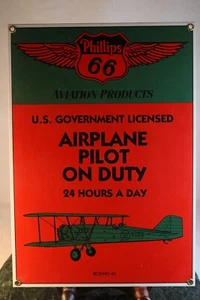 Phillips
66
AVIATION PRODUCTS
U.S. GOVERNMENT LICENSED
AIRPLANE
PILOT
ON DUTY
24 HOURS A DAY